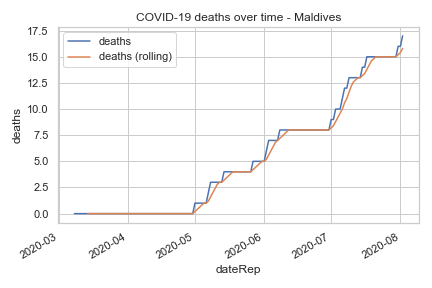 COVID-19 deaths over time - Maldives
deaths
deaths (rolling)
17.5
15.0
12.5
10.0
7.5
5.0
2.5
0.0
deaths
2020-03
2020-04
2020-05
2020-06
2020-07
2020-08
dateRep